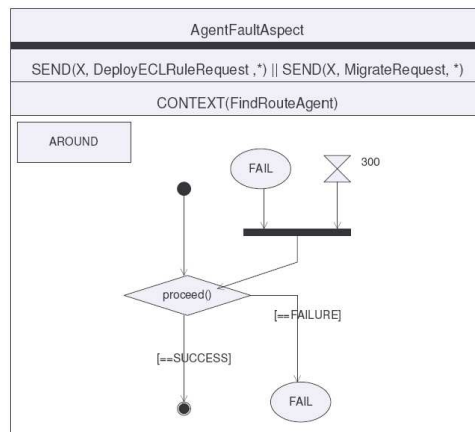 AgentFaultAspect
SEND(X, DeployECLRuleRequest ,*) || SEND(X, MigrateRequest, *)
CONTEXT(FindRouteAgent)
AROUND
FAIL
300
proceed()
[==FAILURE]
[==SUCCESS]
FAIL